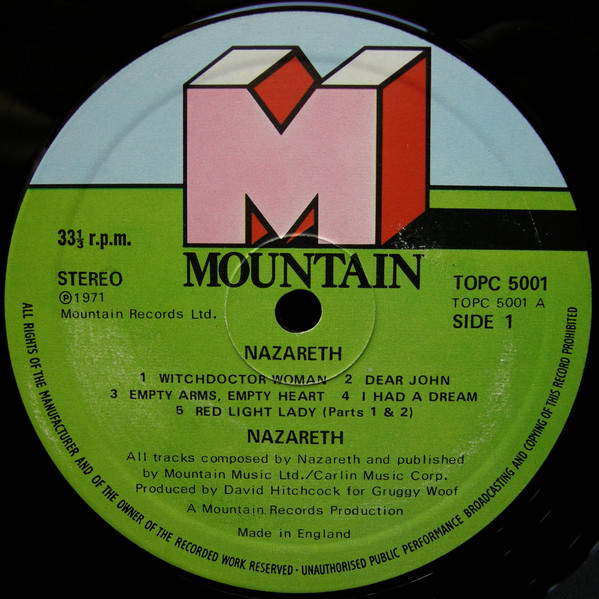 M
MOUNTAIN
33⅓ r.p.m.
STEREO
℗1971
Mountain Records Ltd.
TOPC 5001
TOPC 5001 A
SIDE 1
NAZARETH
1 WITCHDOCTOR WOMAN 2 DEAR JOHN
3 EMPTY ARMS, EMPTY HEART 4 I HAD A DREAM
5 RED LIGHT LADY (Parts 1 & 2)
NAZARETH
All tracks composed by Nazareth and published
by Mountain Music Ltd./Carlin Music Corp.
Produced by David Hitchcock for Gruggy Woof
A Mountain Records Production
Made in England
ALL RIGHTS OF THE MANUFACTURER AND OF THE OWNER OF THE RECORDED WORK RESERVED · UNAUTHORISED PUBLIC PERFORMANCE BROADCASTING AND COPYING OF THIS RECORD PROHIBITED